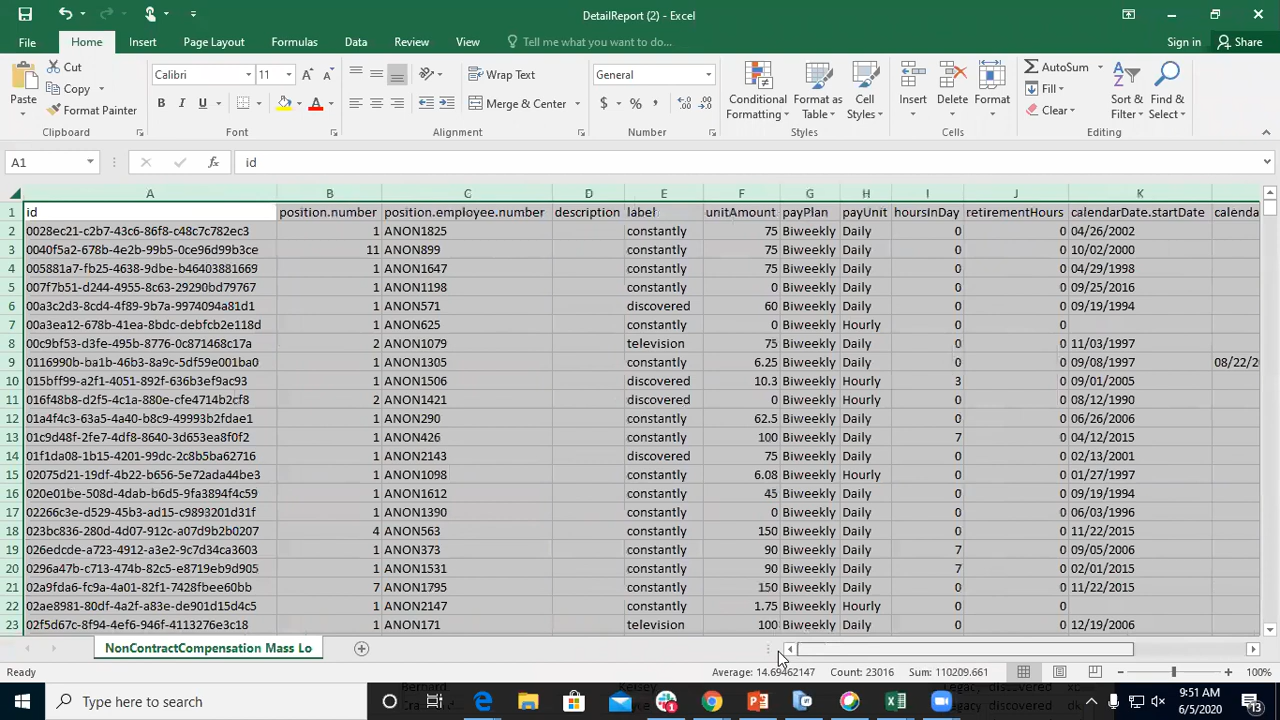 DetailReport (2) - Excel
File Home Insert Page Layout Formulas Data Review View Tell me what you want to do... Sign in Share
Paste Cut Copy Format Painter Clipboard
Calibri 11 B I U A Font
Wrap Text Merge & Center Alignment
General $ % , Number
Conditional Formatting Format as Table Cell Styles Styles
Insert Delete Format Cells
AutoSum Fill Clear Sort & Filter Find & Select Editing
A1 fx id
A B C D E F G H I J K
1 id position.number position.employee.number description label unitAmount payPlan payUnit hoursInDay retirementHours calendarDate.startDate calenda
2 0028ec21-c2b7-43c6-86f8-c48c7c782ec3 1 ANON1825 constantly 75 Biweekly Daily 0 0 04/26/2002
3 0040f5a2-678b-4e2b-99b5-0ce96d99b3ce 11 ANON899 constantly 75 Biweekly Daily 0 0 10/02/2000
4 005881a7-fb25-4638-9dbe-b46403881669 1 ANON1647 constantly 75 Biweekly Daily 0 0 04/29/1998
5 007f7b51-d244-4955-8c63-29290bd79767 1 ANON1198 constantly 0 Biweekly Daily 0 0 09/25/2016
6 00a3c2d3-8cd4-4f89-9b7a-9974094a81d1 1 ANON571 discovered 60 Biweekly Daily 0 0 09/19/1994
7 00a3ea12-678b-41ea-8bdc-debfcb2e118d 1 ANON625 constantly 0 Biweekly Hourly 0 0
8 00c9bf53-d3fe-495b-8776-0c871468c17a 2 ANON1079 television 75 Biweekly Daily 0 0 11/03/1997
9 0116990b-ba1b-46b3-8a9c-5df59e001ba0 1 ANON1305 constantly 6.25 Biweekly Daily 0 0 09/08/1997 08/22/2
10 015bff99-a2f1-4051-892f-636b3ef9ac93 1 ANON1506 discovered 10.3 Biweekly Hourly 3 0 09/01/2005
11 016f48b8-d2f5-4c1a-880e-cfe4714b2cf8 2 ANON1421 discovered 0 Biweekly Hourly 0 0 08/12/1990
12 01a4f4c3-63a5-4a40-b8c9-49993b2fdae1 1 ANON290 constantly 62.5 Biweekly Daily 0 0 06/26/2006
13 01c9d48f-2fe7-4df8-8640-3d653ea8f0f2 1 ANON426 constantly 100 Biweekly Daily 7 0 04/12/2015
14 01f1da08-1b15-4201-99dc-2c8b5a62716 1 ANON2143 discovered 75 Biweekly Daily 0 0 02/13/2001
15 02075d21-19df-4b22-b656-5e72ada44be3 1 ANON1098 constantly 6.08 Biweekly Hourly 0 0 01/27/1997
16 020e01be-508d-4dab-b6d5-9fa3894f4c59 1 ANON1612 constantly 45 Biweekly Daily 0 0 09/19/1994
17 02266c3e-d529-45b3-ad15-c9893201d31f 1 ANON1390 constantly 0 Biweekly Daily 0 0 06/03/1996
18 023bc836-280d-4d07-912c-a07d9b2b0207 4 ANON563 constantly 150 Biweekly Daily 0 0 11/22/2015
19 026edcde-a723-4912-a3e2-9c7d34ca3603 1 ANON373 constantly 90 Biweekly Daily 7 0 09/05/2006
20 0296a47b-c713-474b-82c5-e60897e3c3a3 1 ANON1531 constantly 90 Biweekly Daily 7 0 02/13/2006
21 02a9fda6-fc9a-4a01-82f1-7428fbee60bb 7 ANON1795 constantly 150 Biweekly Daily 0 0 11/22/2015
22 02ae8981-80df-4a2f-a83e-de901d15d4c5 1 ANON2147 constantly 1.75 Biweekly Hourly 0 0
23 02f5d67c-8f94-4ef6-946f-4113276e3c18 1 ANON171 television 100 Biweekly Daily 0 0 12/19/2006
NonContractCompensation Mass Lo
Ready Average: 14.69462147 Count: 23016 Sum: 110209.661 100%
Type here to search
9:51 AM
6/5/2020
13